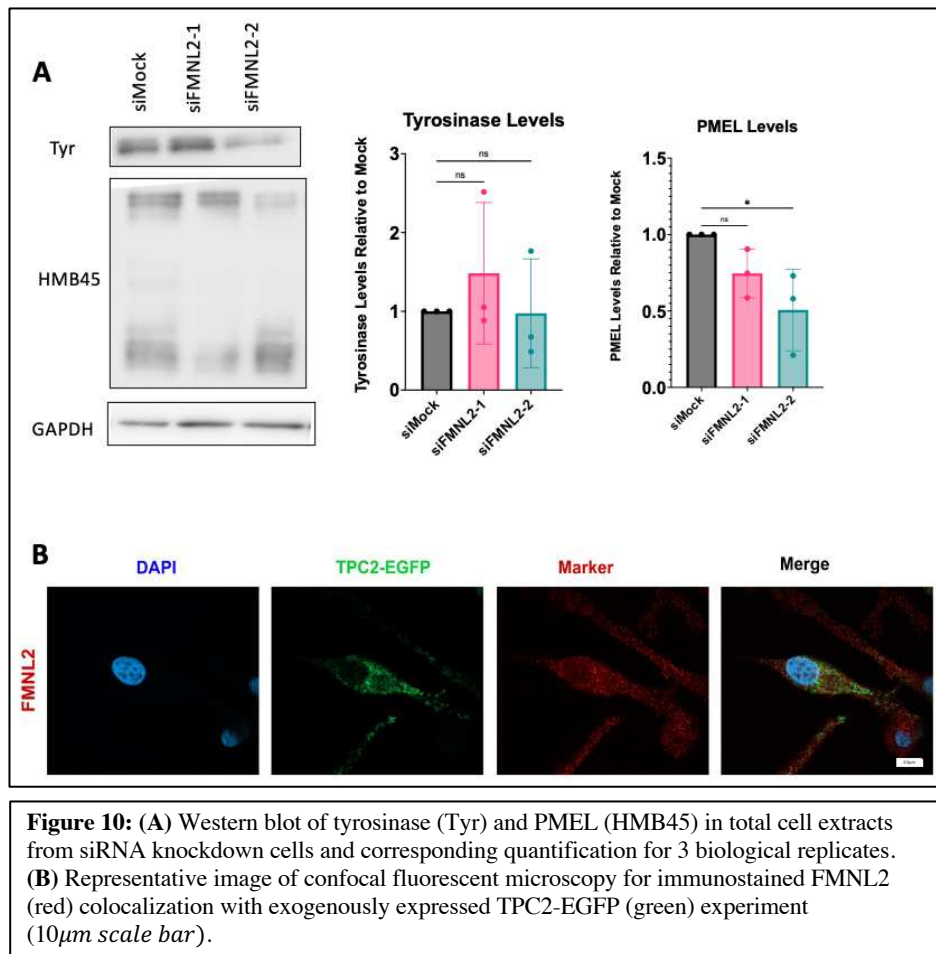 A
siMock
siFMNL2-1
siFMNL2-2
Tyr
HMB45
GAPDH
Tyrosinase Levels
Tyrosinase Levels Relative to Mock
3
2
1
0
ns
ns
siMock
siFMNL2-1
siFMNL2-2
PMEL Levels
PMEL Levels Relative to Mock
1.5
1.0
0.5
0.0
*
ns
siMock
siFMNL2-1
siFMNL2-2
B
DAPI
TPC2-EGFP
Marker
Merge
FMNL2
10μm
Figure 10: (A) Western blot of tyrosinase (Tyr) and PMEL (HMB45) in total cell extracts
from siRNA knockdown cells and corresponding quantification for 3 biological replicates.
(B) Representative image of confocal fluorescent microscopy for immunostained FMNL2
(red) colocalization with exogenously expressed TPC2-EGFP (green) experiment
(10μm scale bar).